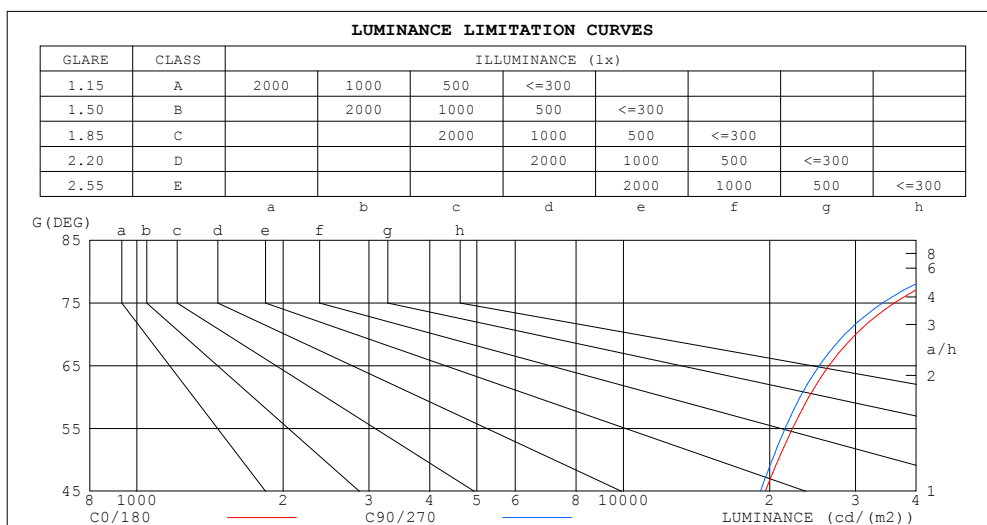 LUMINANCE LIMITATION CURVES
GLARE CLASS ILLUMINANCE (lx)
1.15 A 2000 1000 500 <=300
1.50 B 2000 1000 500 <=300
1.85 C 2000 1000 500 <=300
2.20 D 2000 1000 500 <=300
2.55 E 2000 1000 500 <=300
a b c d e f g h
G(DEG)
a b c d e f g h
85
8
6
75
4
3
a/h
65
2
55
45
1
8 1000 2 3 4 5 6 8 10000 2 3 4
C0/180 C90/270 LUMINANCE (cd/(m2))